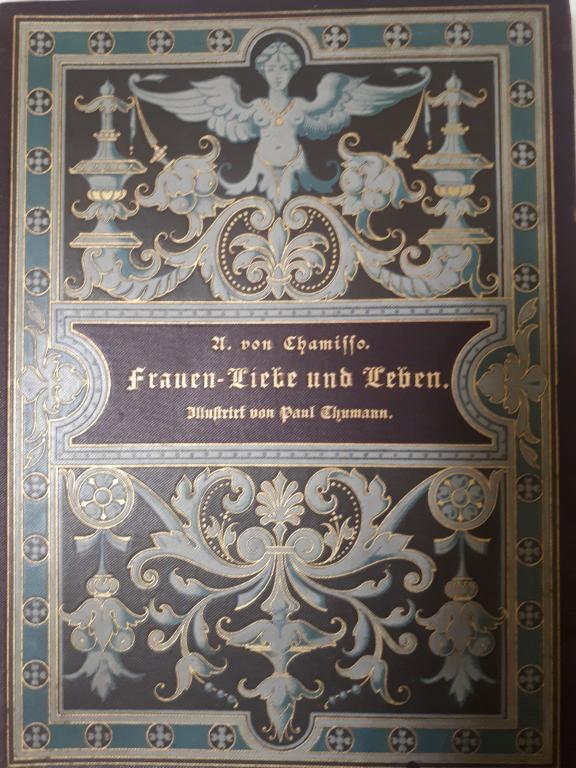 A. von Chamisso.
Frauen-Liebe und Leben.
Illustrirt von Paul Thumann.